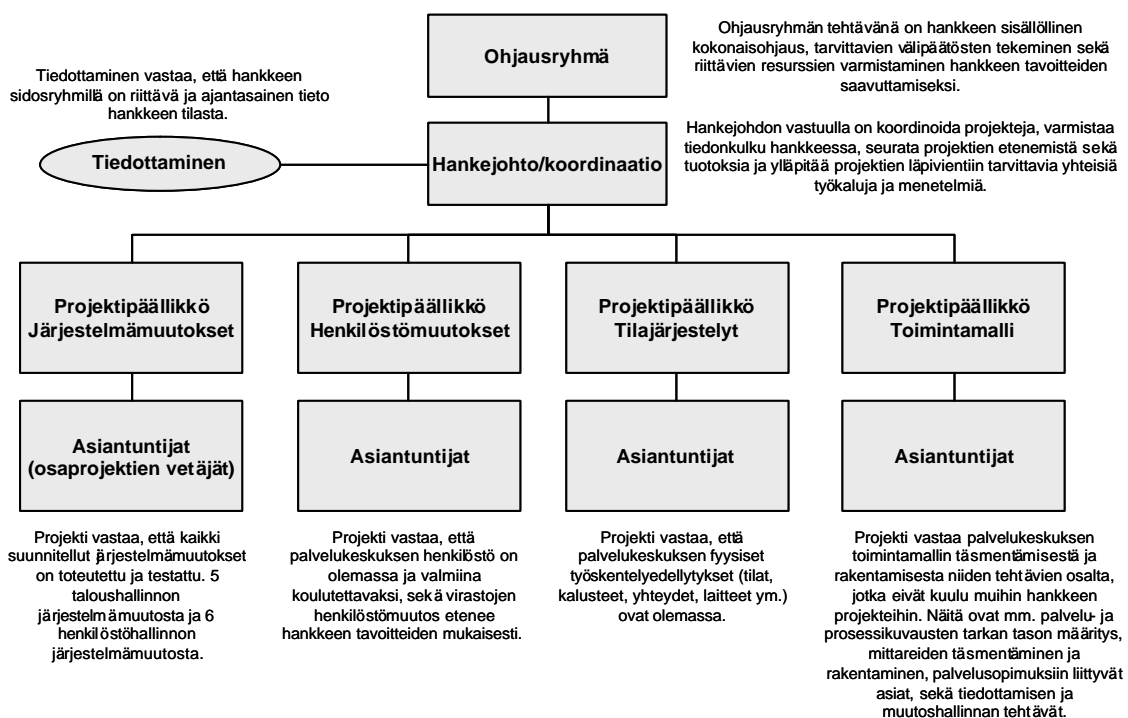 Ohjausryhmä
Ohjausryhmän tehtävänä on hankkeen sisällöllinen
kokonaisohjaus, tarvittavien välipäätösten tekeminen sekä
riittävien resurssien varmistaminen hankkeen tavoitteiden
saavuttamiseksi.
Tiedottaminen vastaa, että hankkeen
sidosryhmillä on riittävä ja ajantasainen tieto
hankkeen tilasta.
Tiedottaminen
Hankejohto/koordinaatio
Hankejohdon vastuulla on koordinoida projekteja, varmistaa
tiedonkulku hankkeessa, seurata projektien etenemistä sekä
tuotoksia ja ylläpitää projektien läpivientiin tarvittavia yhteisiä
työkaluja ja menetelmiä.
Projektipäällikkö
Järjestelmämuutokset
Projektipäällikkö
Henkilöstömuutokset
Projektipäällikkö
Tilajärjestelyt
Projektipäällikkö
Toimintamalli
Asiantuntijat
(osaprojektien vetäjät)
Asiantuntijat
Asiantuntijat
Asiantuntijat
Projekti vastaa, että kaikki
suunnitellut järjestelmämuutokset
on toteutettu ja testattu. 5
taloushallinnon
järjestelmämuutosta ja 6
henkilöstöhallinnon
järjestelmämuutosta.
Projekti vastaa, että
palvelukeskuksen henkilöstö on
olemassa ja valmiina
koulutettavaksi, sekä virastojen
henkilöstömuutos etenee
hankkeen tavoitteiden mukaisesti.
Projekti vastaa, että
palvelukeskuksen fyysiset
työskentelyedellytykset (tilat,
kalusteet, yhteydet, laitteet ym.)
ovat olemassa.
Projekti vastaa palvelukeskuksen
toimintamallin täsmentämisestä ja
rakentamisesta niiden tehtävien osalta,
jotka eivät kuulu muihin hankkeen
projekteihin. Näitä ovat mm. palvelu- ja
prosessikuvausten tarkan tason määritys,
mittareiden täsmentäminen ja
rakentaminen, palvelusopimuksiin liittyvät
asiat, sekä tiedottamisen ja
muutoshallinnan tehtävät.